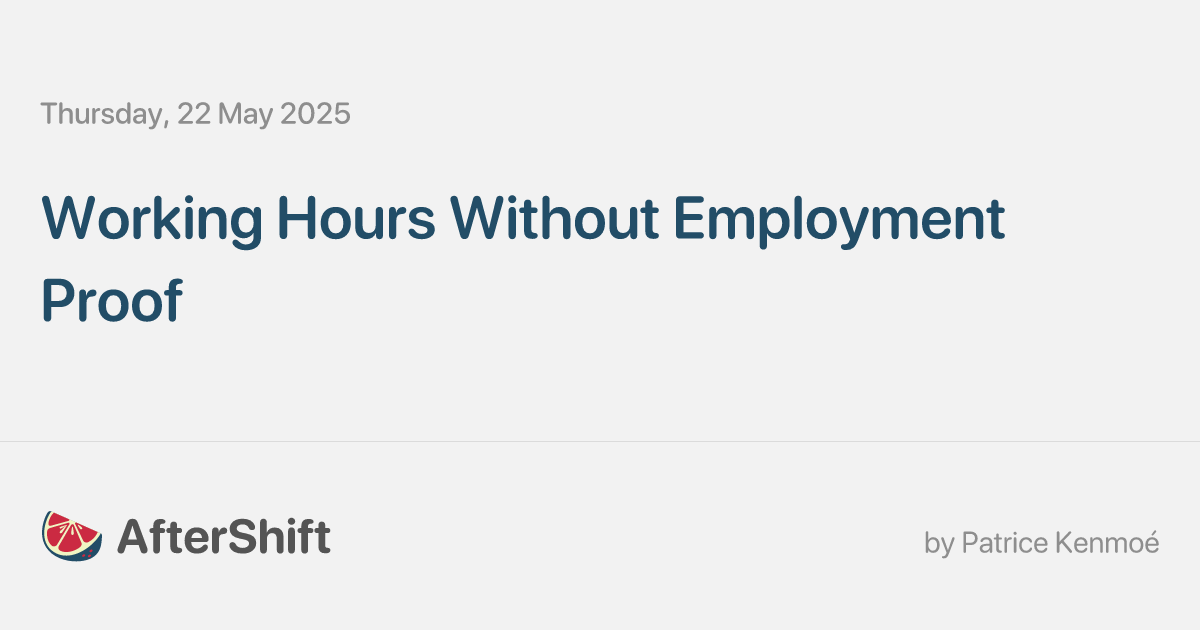 Thursday, 22 May 2025
Working Hours Without Employment
Proof
AfterShift
by Patrice Kenmoé